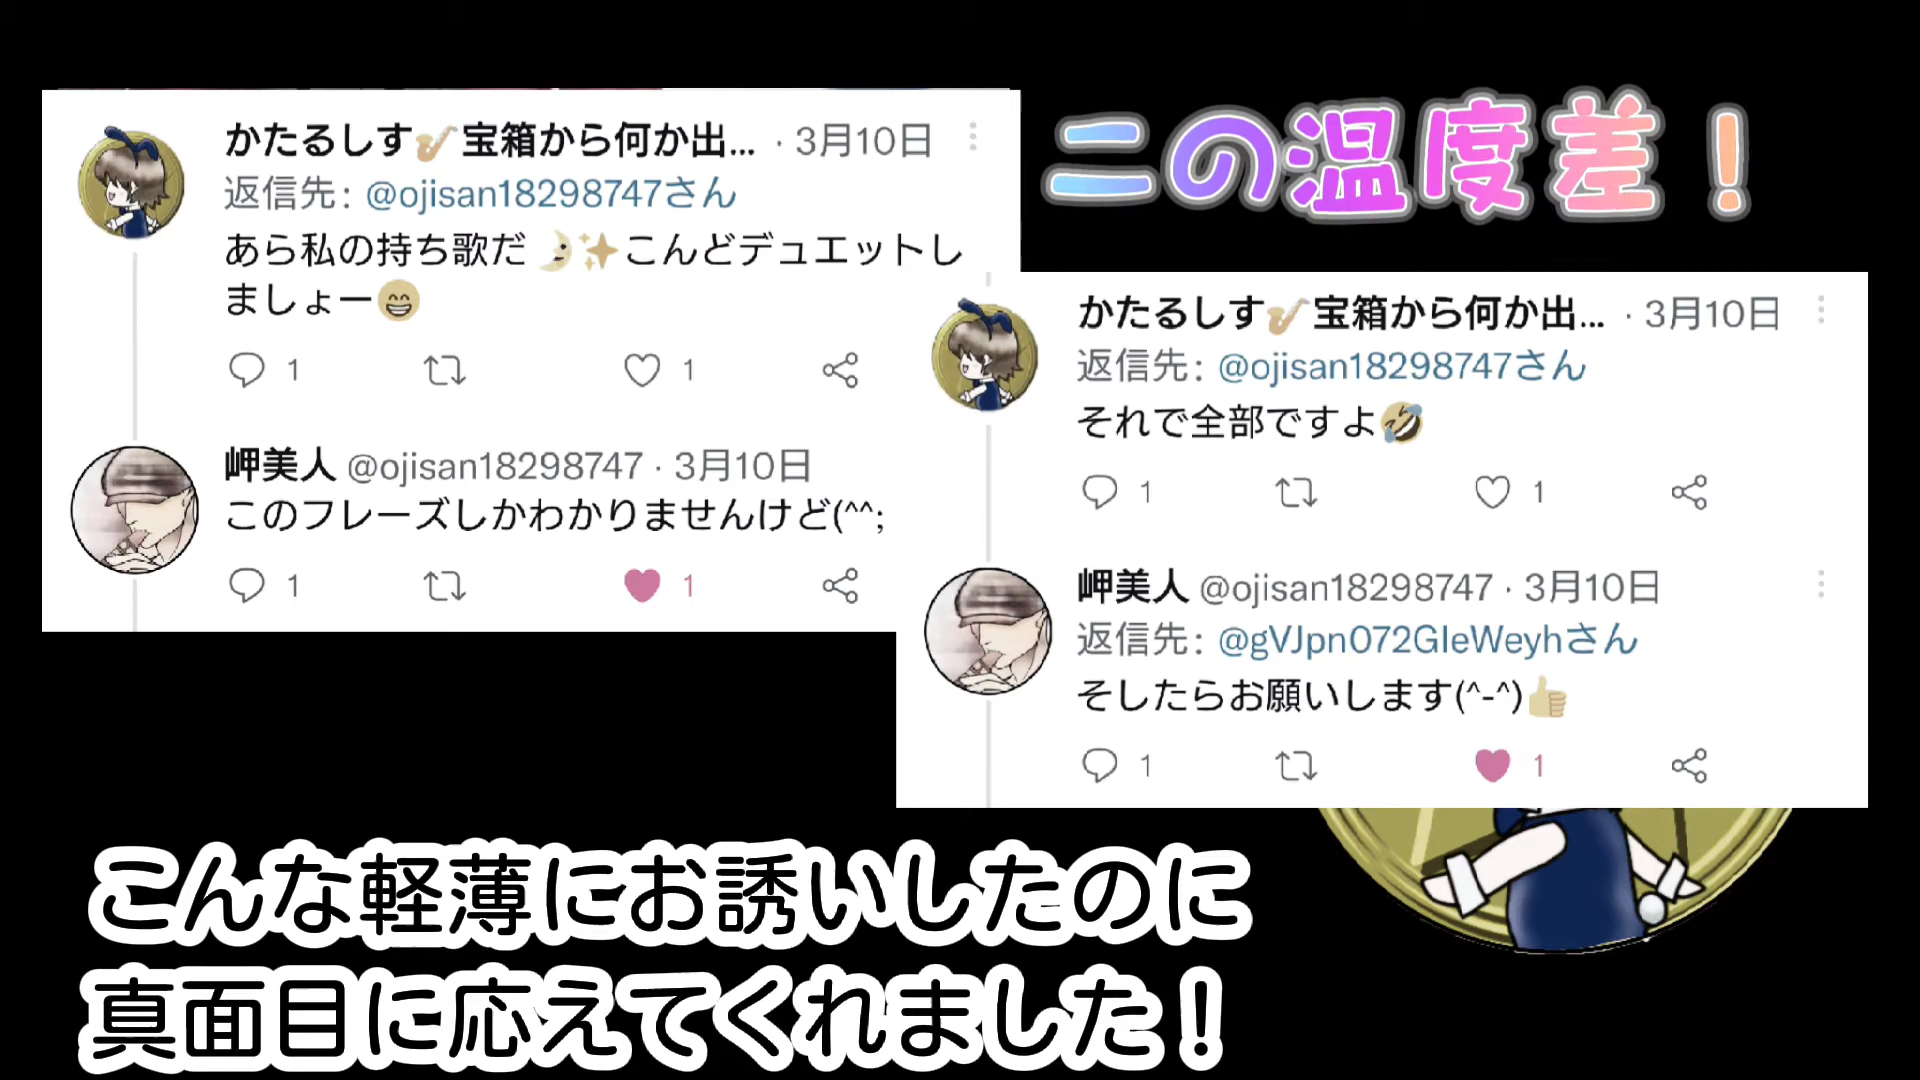 かたるしす🎷宝箱から何か出... · 3月10日
返信先: @ojisan18298747さん
あら私の持ち歌だ🌛✨こんどデュエットし
ましょー😁
1 1
岬美人 @ojisan18298747 · 3月10日
このフレーズしかわかりませんけど(^^;
1 1
二の温度差！
かたるしす🎷宝箱から何か出... · 3月10日
返信先: @ojisan18298747さん
それで全部ですよ🤣
1 1
岬美人 @ojisan18298747 · 3月10日
返信先: @gVJpnO72GIeWeyhさん
そしたらお願いします(^-^)👍
1 1
こんな軽薄にお誘いしたのに
真面目に応えてくれました！